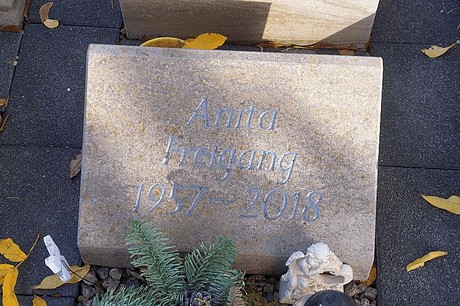 Anita
Freigang
1957 – 2018